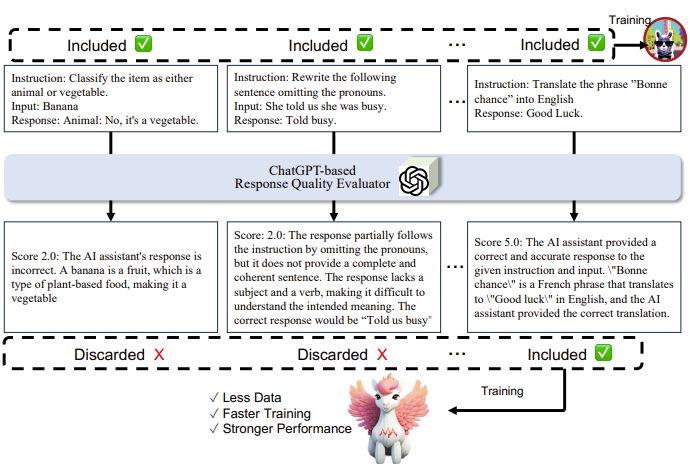 Training
Included ✅
Included ✅
...
Included ✅
Instruction: Classify the item as either
animal or vegetable.
Input: Banana
Response: Animal: No, it's a vegetable.
Instruction: Rewrite the following
sentence omitting the pronouns.
Input: She told us she was busy.
Response: Told busy.
...
Instruction: Translate the phrase ”Bonne
chance” into English
Response: Good Luck.
ChatGPT-based
Response Quality Evaluator
Score 2.0: The AI assistant's response is
incorrect. A banana is a fruit, which is a
type of plant-based food, making it a
vegetable
Score: 2.0: The response partially follows
the instruction by omitting the pronouns,
but it does not provide a complete and
coherent sentence. The response lacks a
subject and a verb, making it difficult to
understand the intended meaning. The
correct response would be “Told us busy"
...
Score 5.0: The AI assistant provided a
correct and accurate response to the
given instruction and input. \"Bonne
chance\" is a French phrase that translates
to \"Good luck\" in English, and the AI
assistant provided the correct translation.
Discarded X
Discarded X
...
Included ✅
Training
✓ Less Data
✓ Faster Training
✓ Stronger Performance